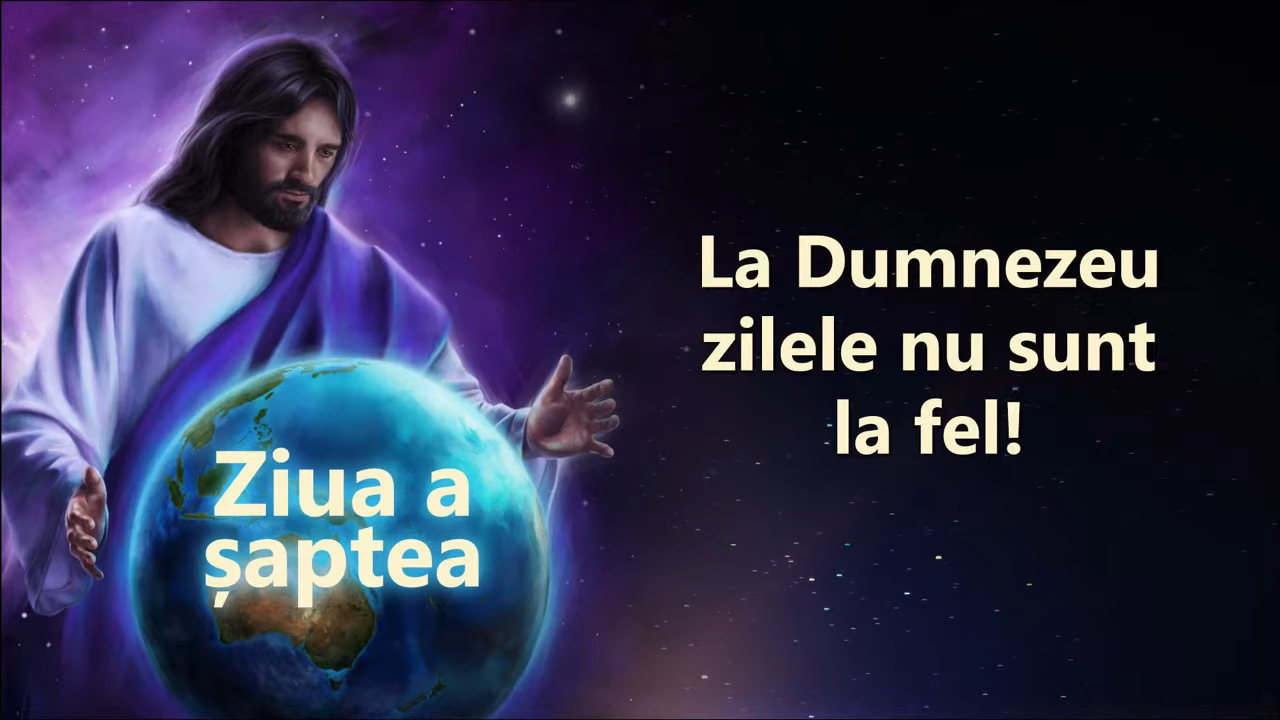 Ziua a
șaptea
La Dumnezeu
zilele nu sunt
la fel!